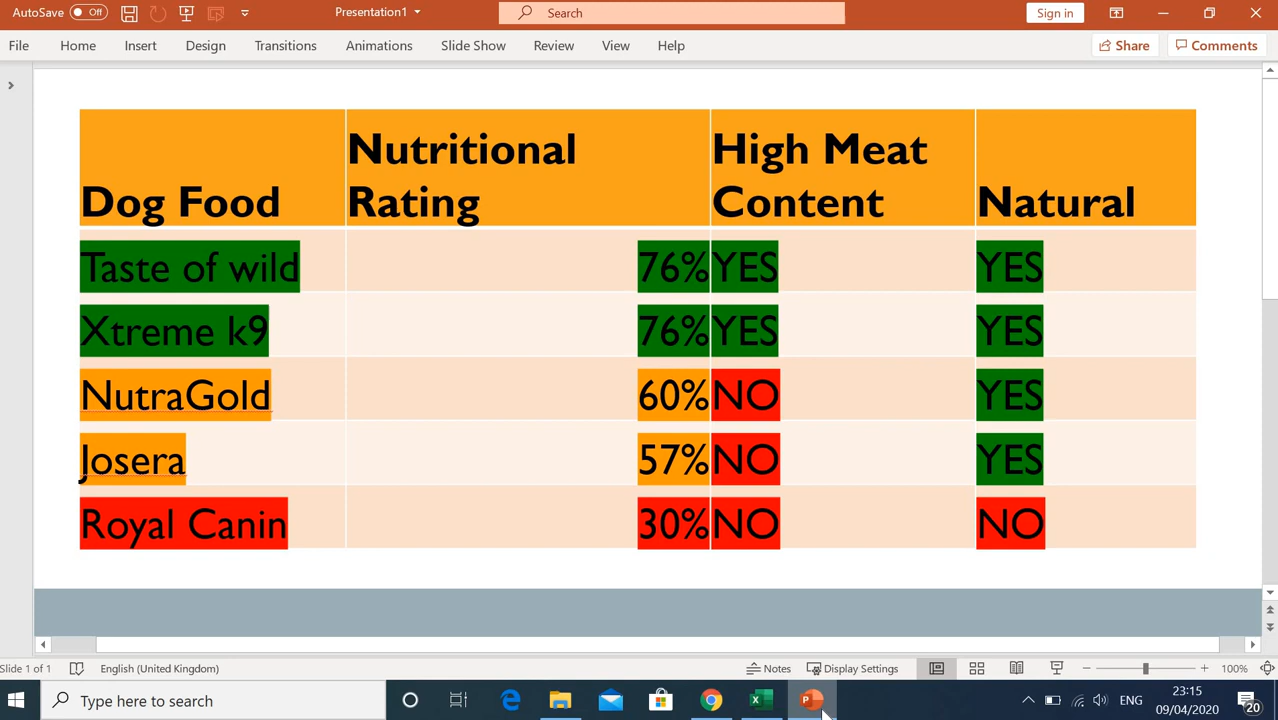 AutoSave Off Presentation1 Search Sign in
File Home Insert Design Transitions Animations Slide Show Review View Help Share Comments
Dog Food Nutritional Rating High Meat Content Natural
Taste of wild 76% YES YES
Xtreme k9 76% YES YES
NutraGold 60% NO YES
Josera 57% NO YES
Royal Canin 30% NO NO
Slide 1 of 1 English (United Kingdom) Notes Display Settings 100%
Type here to search ENG 23:15
09/04/2020 20